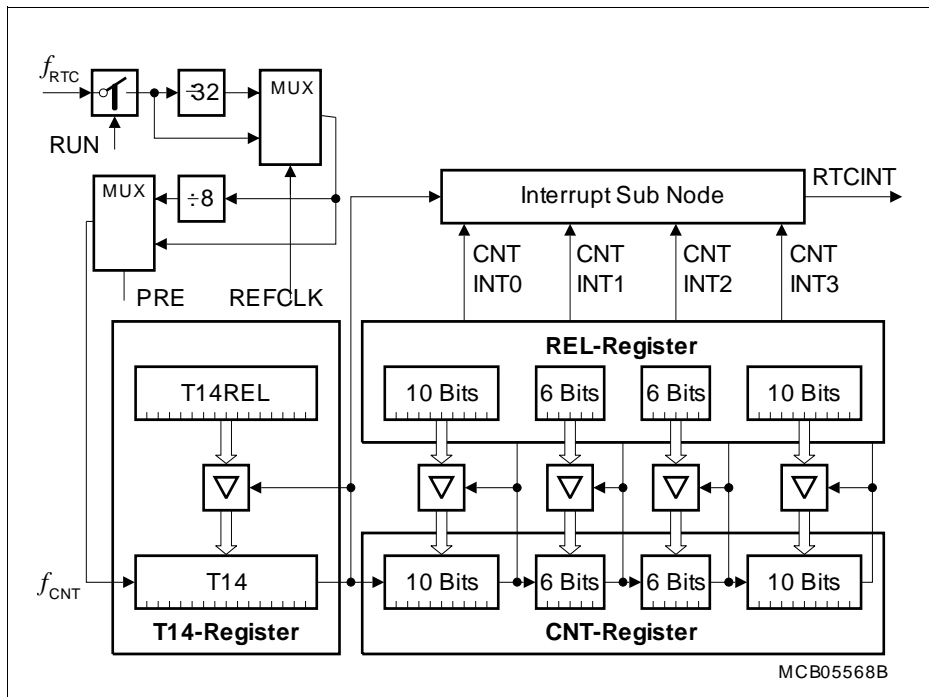 fRTC
÷32
MUX
RUN
MUX
÷8
Interrupt Sub Node
RTCINT
CNT INT0
CNT INT1
CNT INT2
CNT INT3
PRE
REFCLK
REL-Register
T14REL
10 Bits
6 Bits
6 Bits
10 Bits
fCNT
T14
10 Bits
6 Bits
6 Bits
10 Bits
T14-Register
CNT-Register
MCB05568B